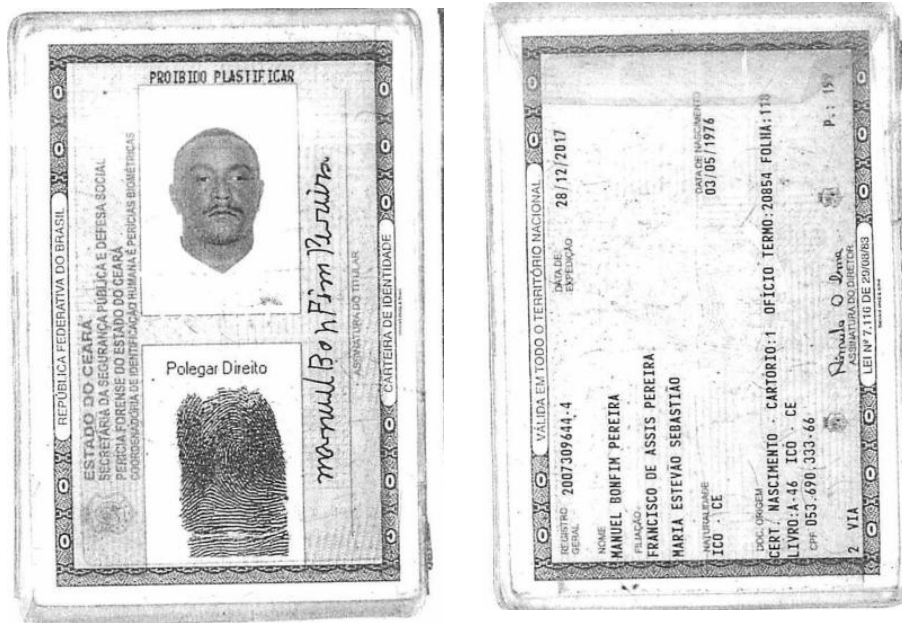 PROIBIDO PLASTIFICAR
REPÚBLICA FEDERATIVA DO BRASIL
ESTADO DO CEARÁ
SECRETARIA DA SEGURANÇA PÚBLICA E DEFESA SOCIAL
PERÍCIA FORENSE DO ESTADO DO CEARÁ
COORDENADORIA DE IDENTIFICAÇÃO HUMANA E PERÍCIAS BIOMÉTRICAS
Polegar Direito
manuel Bonfim Pereira
ASSINATURA DO TITULAR
CARTEIRA DE IDENTIDADE
VÁLIDA EM TODO O TERRITÓRIO NACIONAL
REGISTRO GERAL 2007309644-4 DATA DE EXPEDIÇÃO 28/12/2017
NOME
MANUEL BONFIM PEREIRA
FILIAÇÃO
FRANCISCO DE ASSIS PEREIRA
MARIA ESTEVÃO SEBASTIÃO
NATURALIDADE DATA DE NASCIMENTO
ICO - CE 03/05/1976
DOC. ORIGEM
CERT. NASCIMENTO - CARTORIO:1 OFÍCIO TERMO:20854 FOLHA:118
LIVRO:A-46 ICO - CE
CPF 053.690.333-66
2 VIA P.: 159
ASSINATURA DO DIRETOR
LEI Nº 7.116 DE 29/08/83